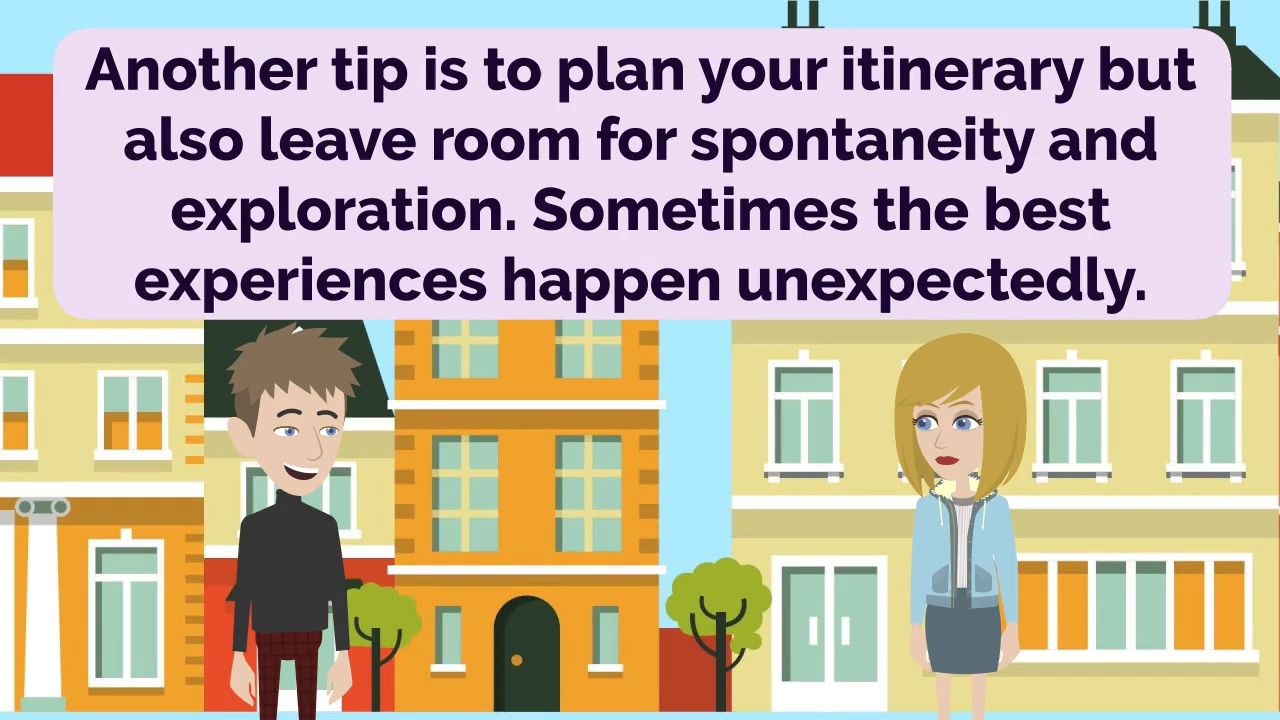 Another tip is to plan your itinerary but
also leave room for spontaneity and
exploration. Sometimes the best
experiences happen unexpectedly.